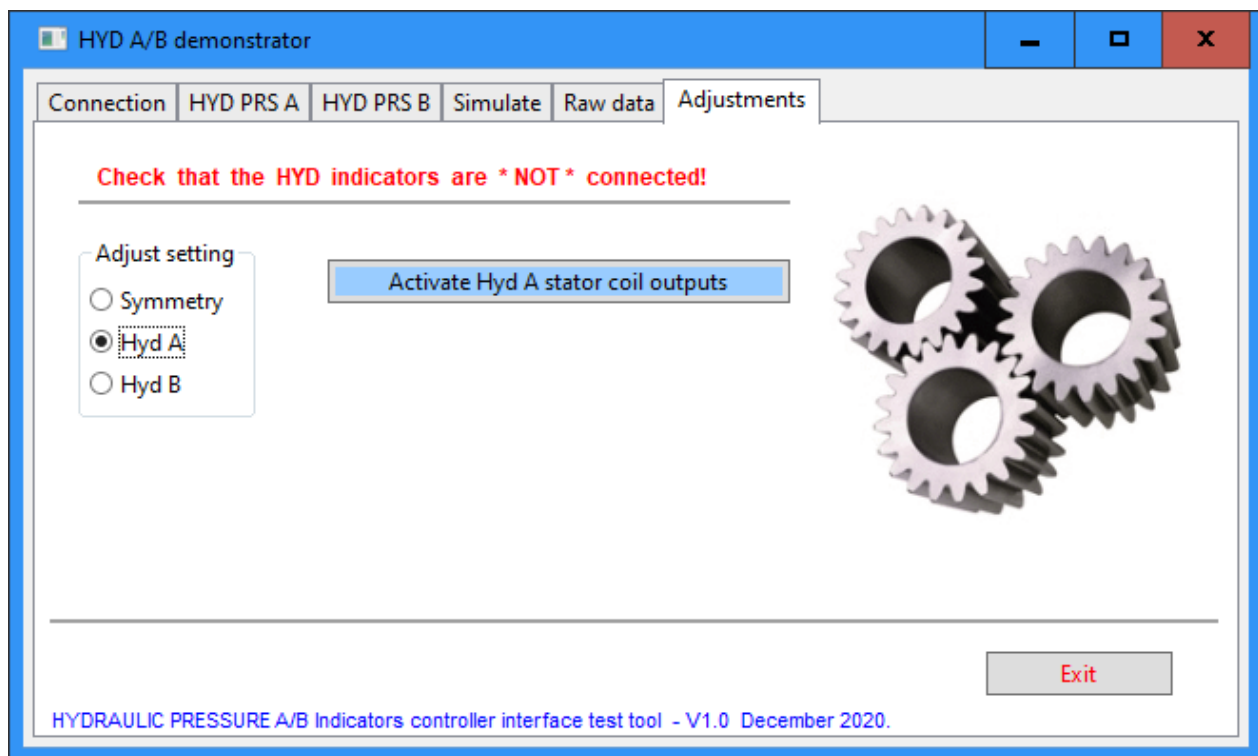 HYD A/B demonstrator
Connection HYD PRS A HYD PRS B Simulate Raw data Adjustments
Check that the HYD indicators are * NOT * connected!
Adjust setting
Activate Hyd A stator coil outputs
Symmetry
Hyd A
Hyd B
Exit
HYDRAULIC PRESSURE A/B Indicators controller interface test tool - V1.0 December 2020.